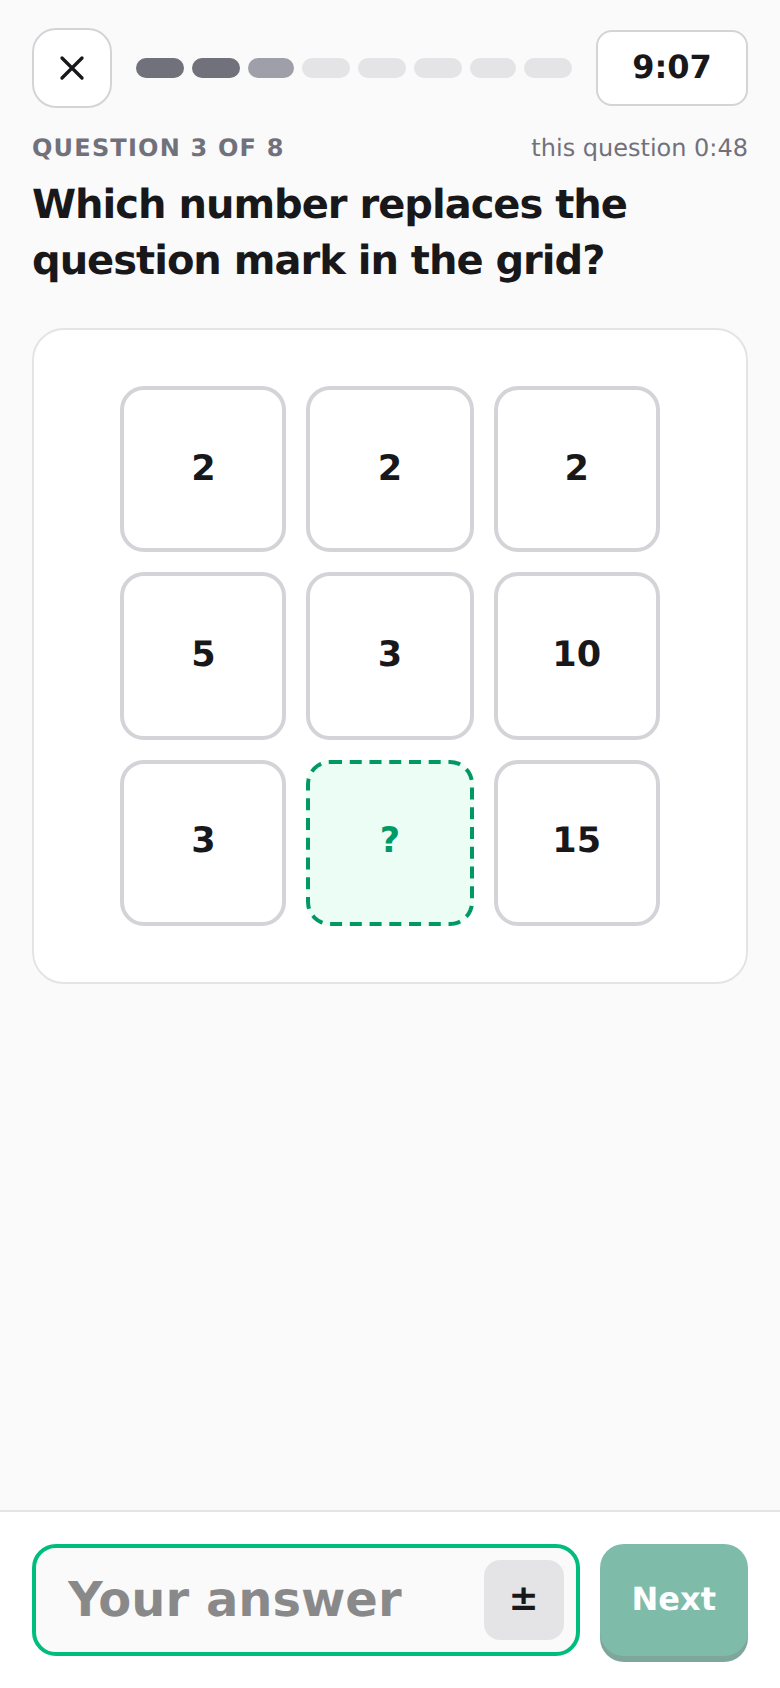 9:07
QUESTION 3 OF 8
this question 0:48
Which number replaces the
question mark in the grid?
2 2 2
5 3 10
3 ? 15
Your answer ± Next